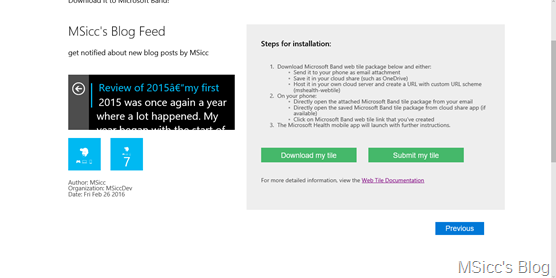 Download it to Microsoft Band!
MSicc's Blog Feed
get notified about new blog posts by MSicc
Review of 2015â€"my first
2015 was once again a year
where a lot happened. My
year began with the start of
7
Author: MSicc
Organization: MSiccDev
Date: Fri Feb 26 2016
Steps for installation:
1. Download Microsoft Band web tile package below and either:
◦ Send it to your phone as email attachment
◦ Save it in your cloud share (such as OneDrive)
◦ Host it in your own cloud server and create a URL with custom URL scheme
(mshealth-webtile)
2. On your phone:
◦ Directly open the attached Microsoft Band tile package from your email
◦ Directly open the saved Microsoft Band tile package from cloud share app (if
available)
◦ Click on Microsoft Band web tile link that you've created
3. The Microsoft Health mobile app will launch with further instructions.
Download my tile
Submit my tile
For more detailed information, view the Web Tile Documentation
Previous
MSicc's Blog